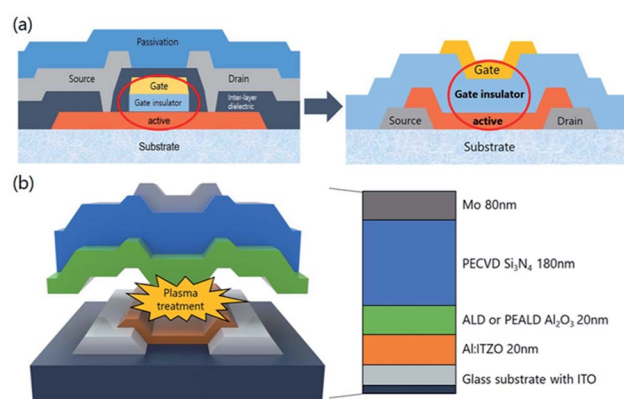 (a)
Passivation
Source
Gate
Drain
Gate insulator
Inter-layer
dielectric
active
Substrate
Gate
Gate insulator
Source
active
Drain
Substrate
(b)
Plasma
treatment
Mo 80nm
PECVD Si₃N₄ 180nm
ALD or PEALD Al₂O₃ 20nm
Al:ITZO 20nm
Glass substrate with ITO